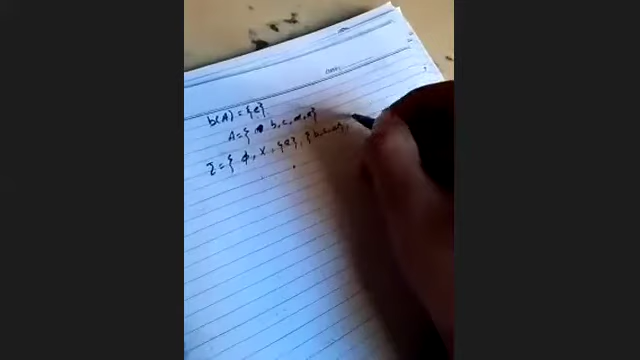 b(A) = {e}
A = { b, c, d, e}
τ = { ϕ, X, {e}, {b, c, d},